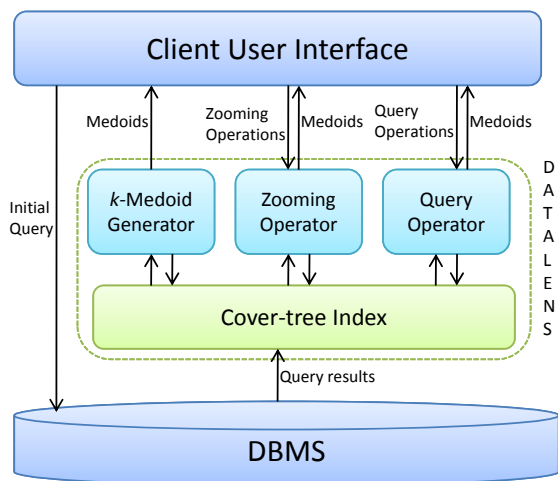 Client User Interface
Medoids
Zooming
Operations
Medoids
Query
Operations
Medoids
Initial
Query
k-Medoid
Generator
Zooming
Operator
Query
Operator
D
A
T
A
L
E
N
S
Cover-tree Index
Query results
DBMS